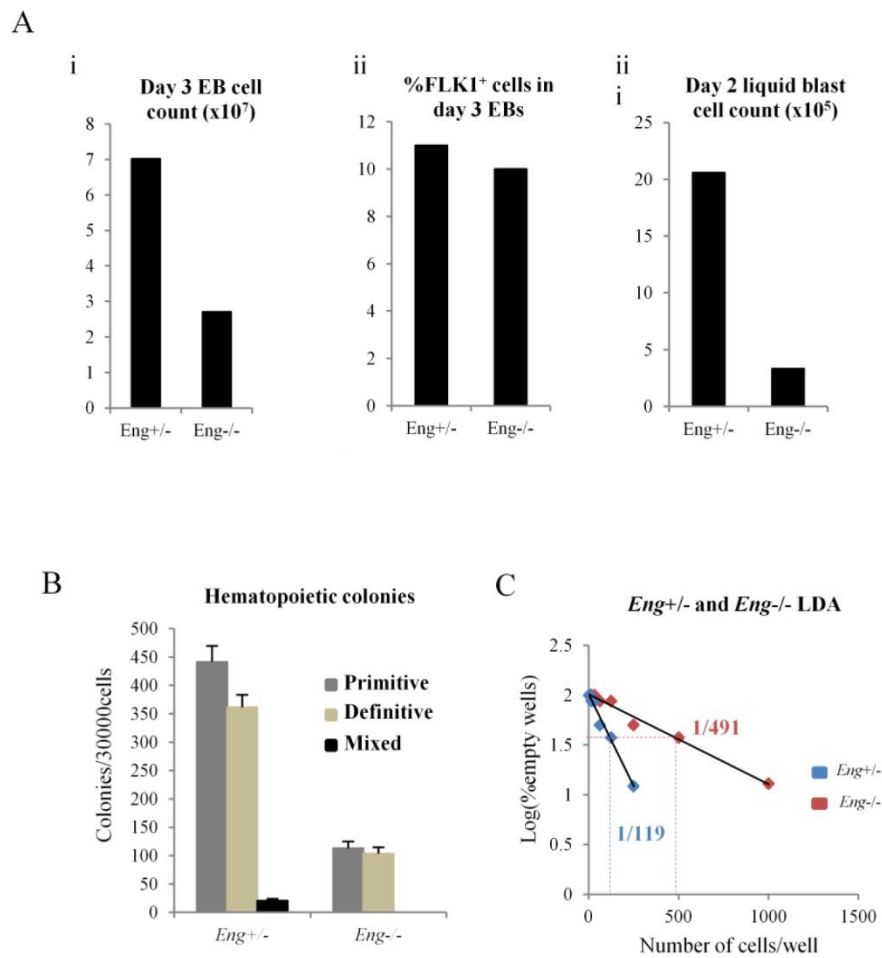 A
i
Day 3 EB cell
count (x10⁷)
8
7
6
5
4
3
2
1
0
Eng+/-
Eng-/-
ii
%FLK1⁺ cells in
day 3 EBs
12
10
8
6
4
2
0
Eng+/-
Eng-/-
ii
i
Day 2 liquid blast
cell count (x10⁵)
25
20
15
10
5
0
Eng+/-
Eng-/-
B
Hematopoietic colonies
Colonies/30000cells
500
450
400
350
300
250
200
150
100
50
0
Primitive
Definitive
Mixed
Eng+/-
Eng-/-
C
Eng+/- and Eng-/- LDA
Log(%empty wells)
2.5
2
1.5
1
0.5
0
1/491
1/119
Eng+/-
Eng-/-
0
500
1000
1500
Number of cells/well